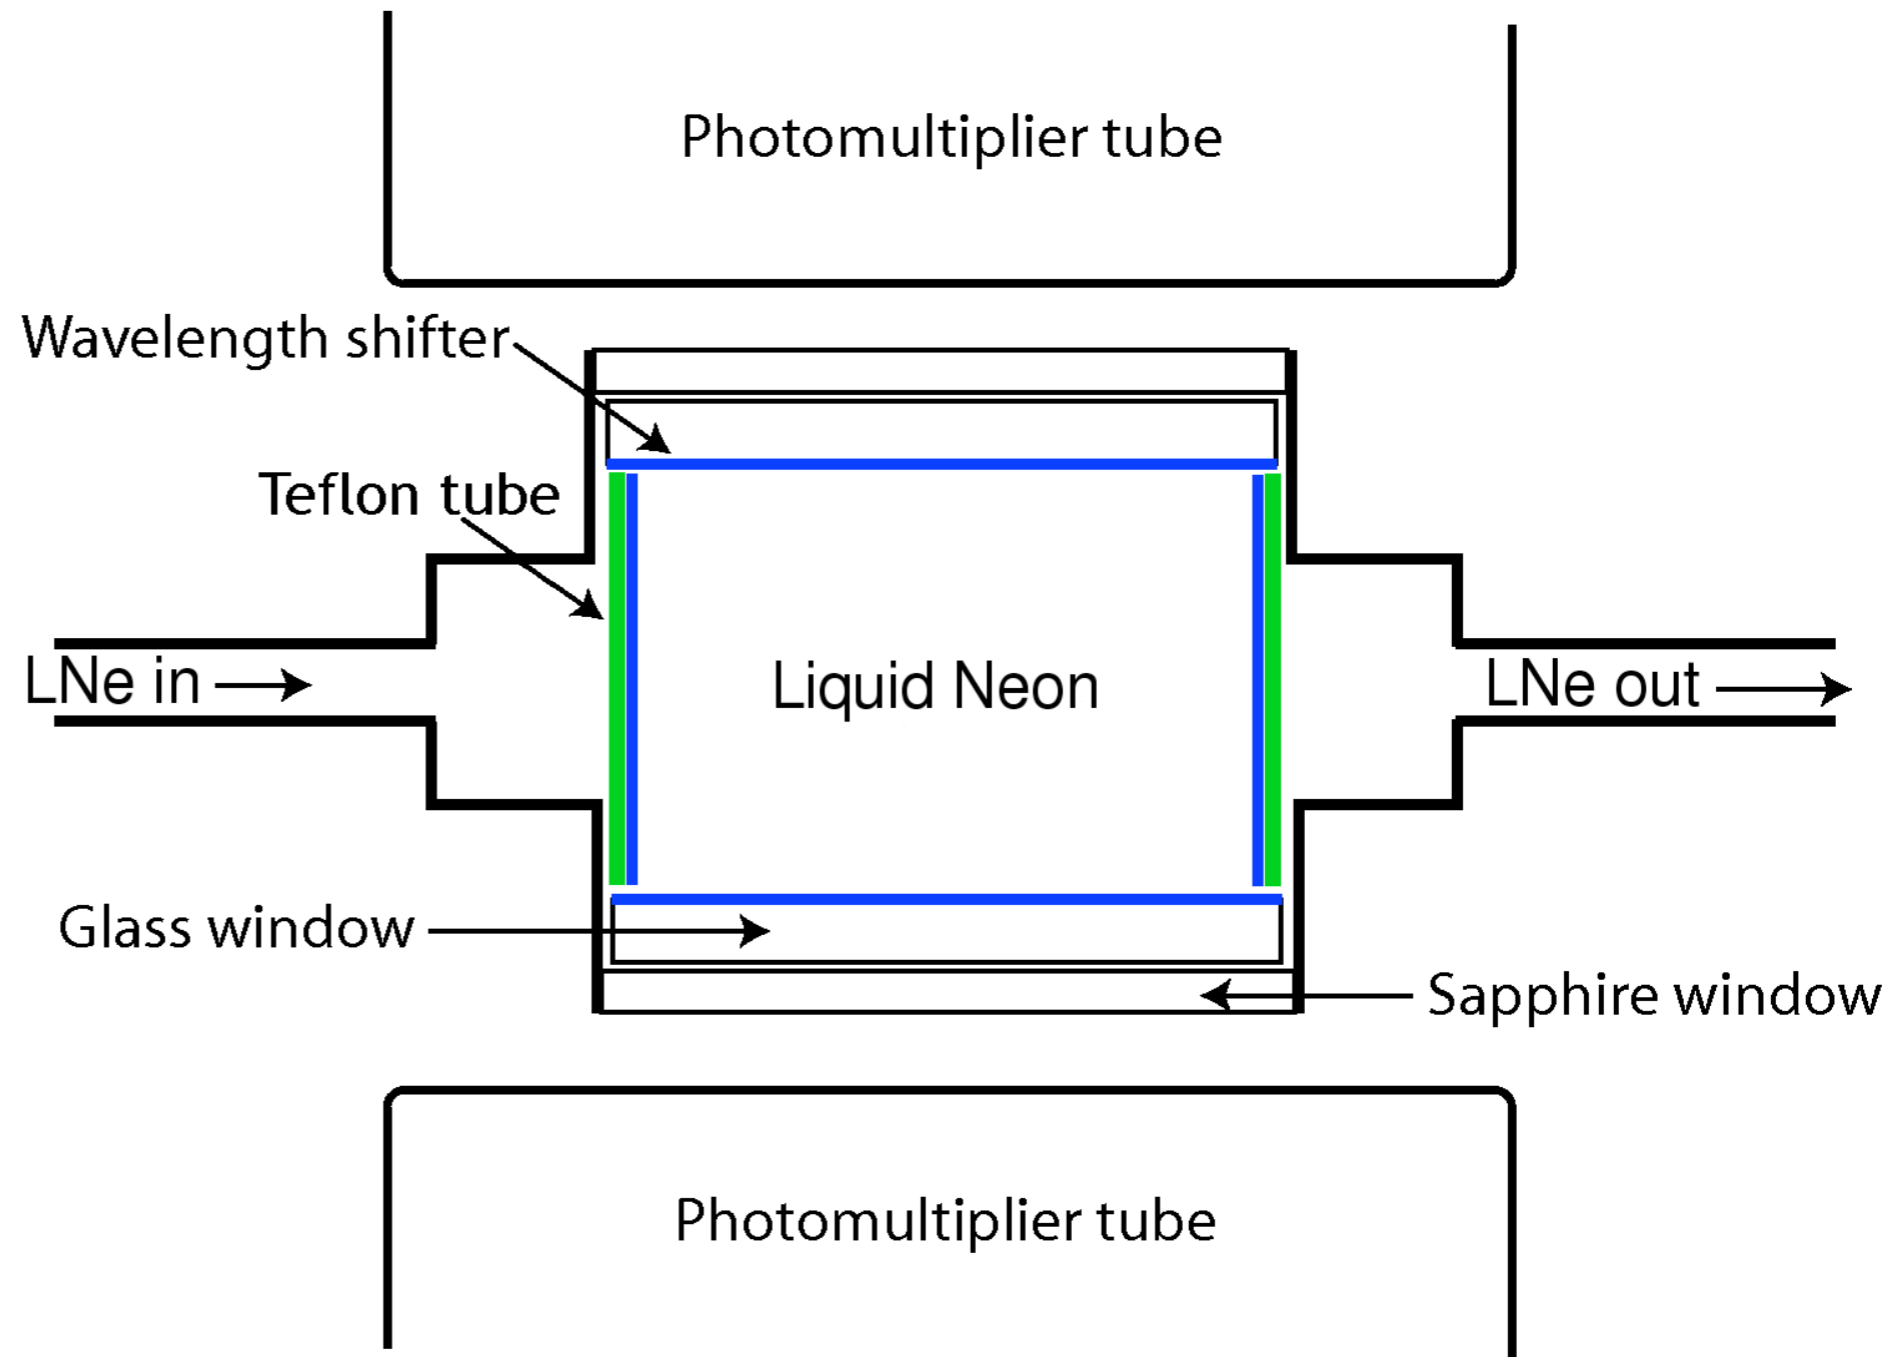 Photomultiplier tube
Wavelength shifter
Teflon tube
LNe in
Liquid Neon
LNe out
Glass window
Sapphire window
Photomultiplier tube